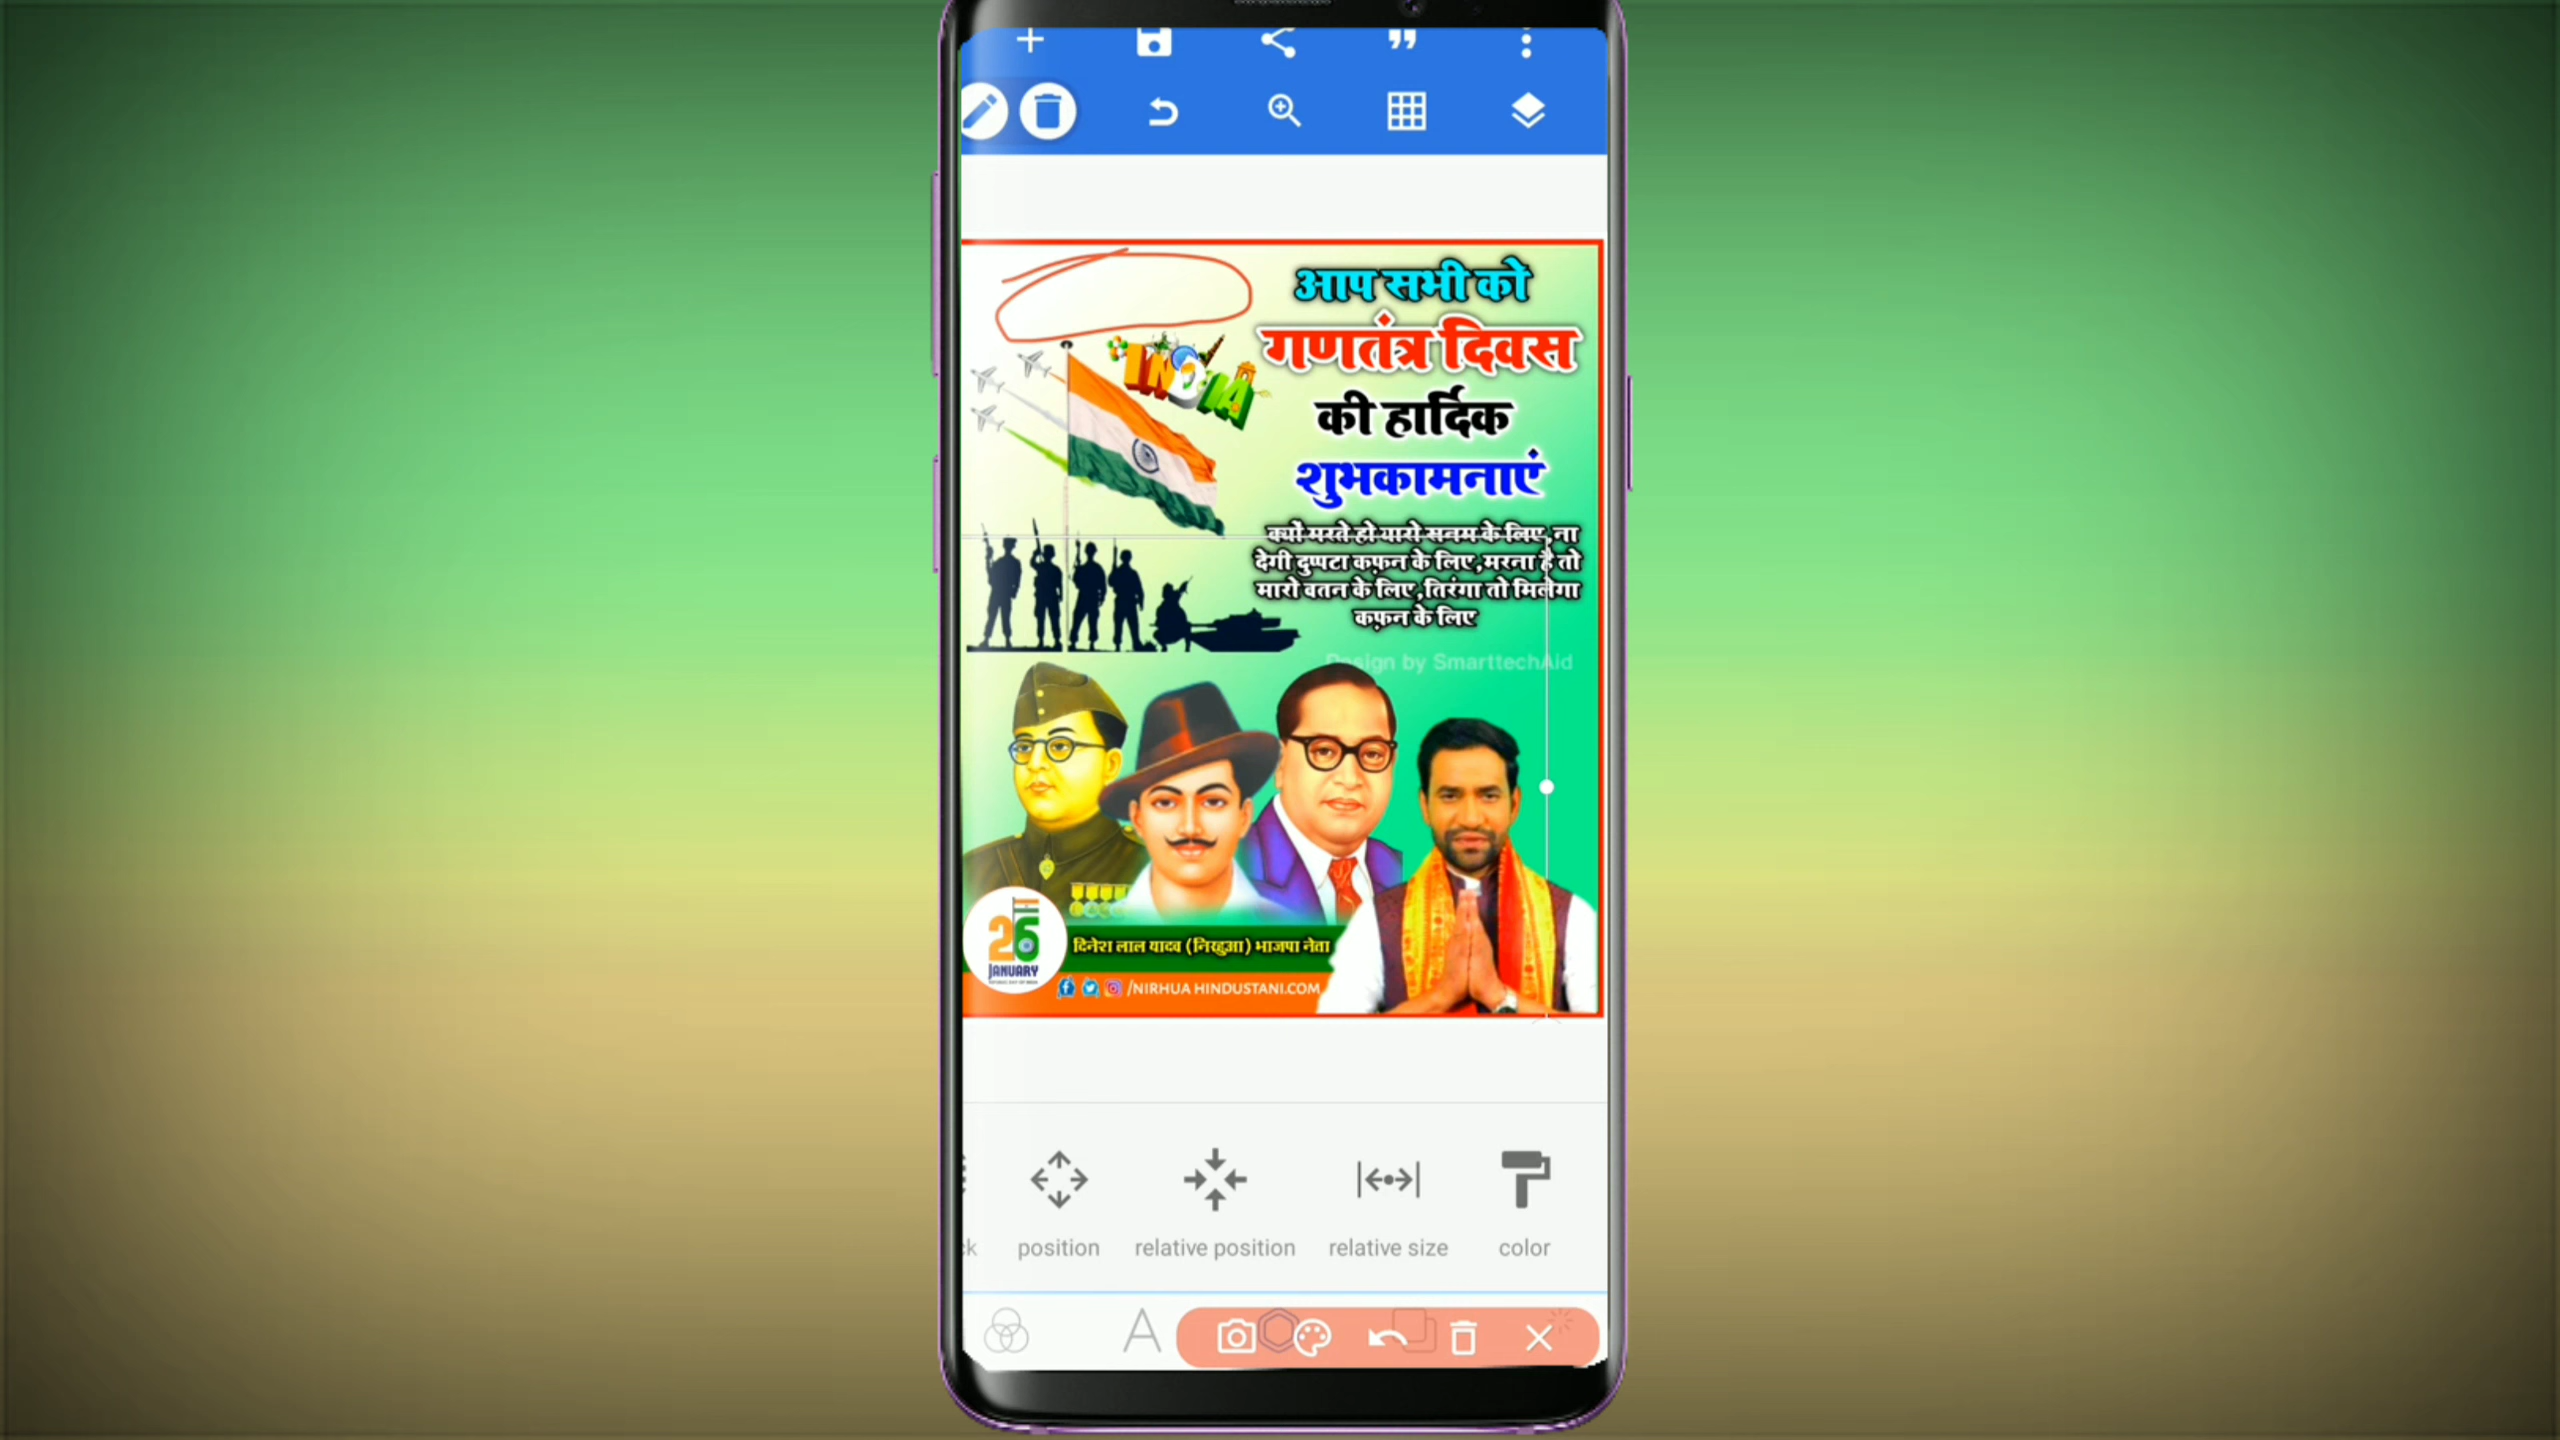 आप सभी को
गणतंत्र दिवस
की हार्दिक
शुभकामनाएं
INDIA
क्यों मरते हो यारो सनम के लिए,ना
देगी दुप्पटा कफ़न के लिए,मरना है तो
मारो वतन के लिए,तिरंगा तो मिलेगा
कफ़न के लिए
Design by SmarttechAid
26
JANUARY
दिनेश लाल यादव (निरहुआ) भाजपा नेता
/NIRHUA HINDUSTANI.COM
ck position relative position relative size color